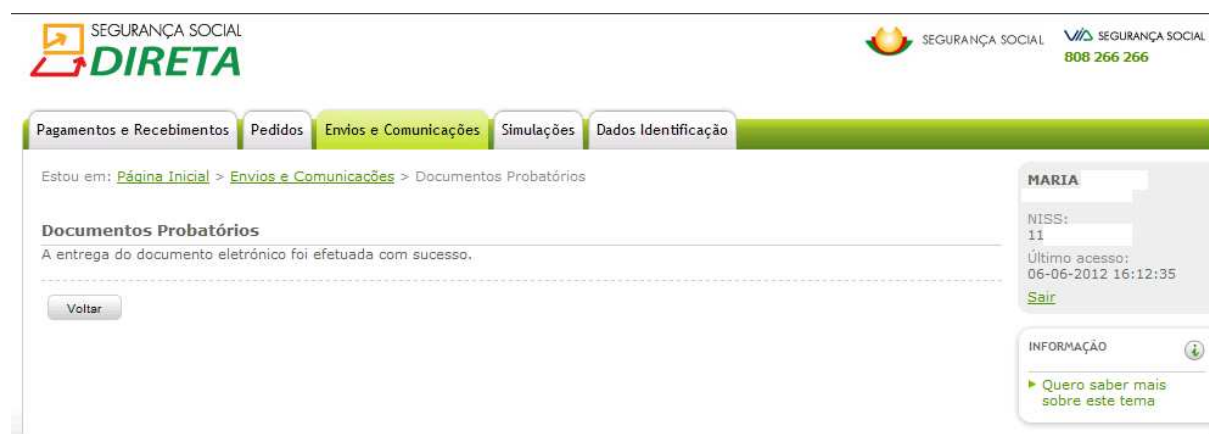 SEGURANÇA SOCIAL
DIRETA
SEGURANÇA SOCIAL
VIA SEGURANÇA SOCIAL
808 266 266
Pagamentos e Recebimentos
Pedidos
Envios e Comunicações
Simulações
Dados Identificação
Estou em: Página Inicial > Envios e Comunicações > Documentos Probatórios
Documentos Probatórios
A entrega do documento eletrónico foi efetuada com sucesso.
Voltar
MARIA
NISS:
11
Último acesso:
06-06-2012 16:12:35
Sair
INFORMAÇÃO
i
Quero saber mais
sobre este tema